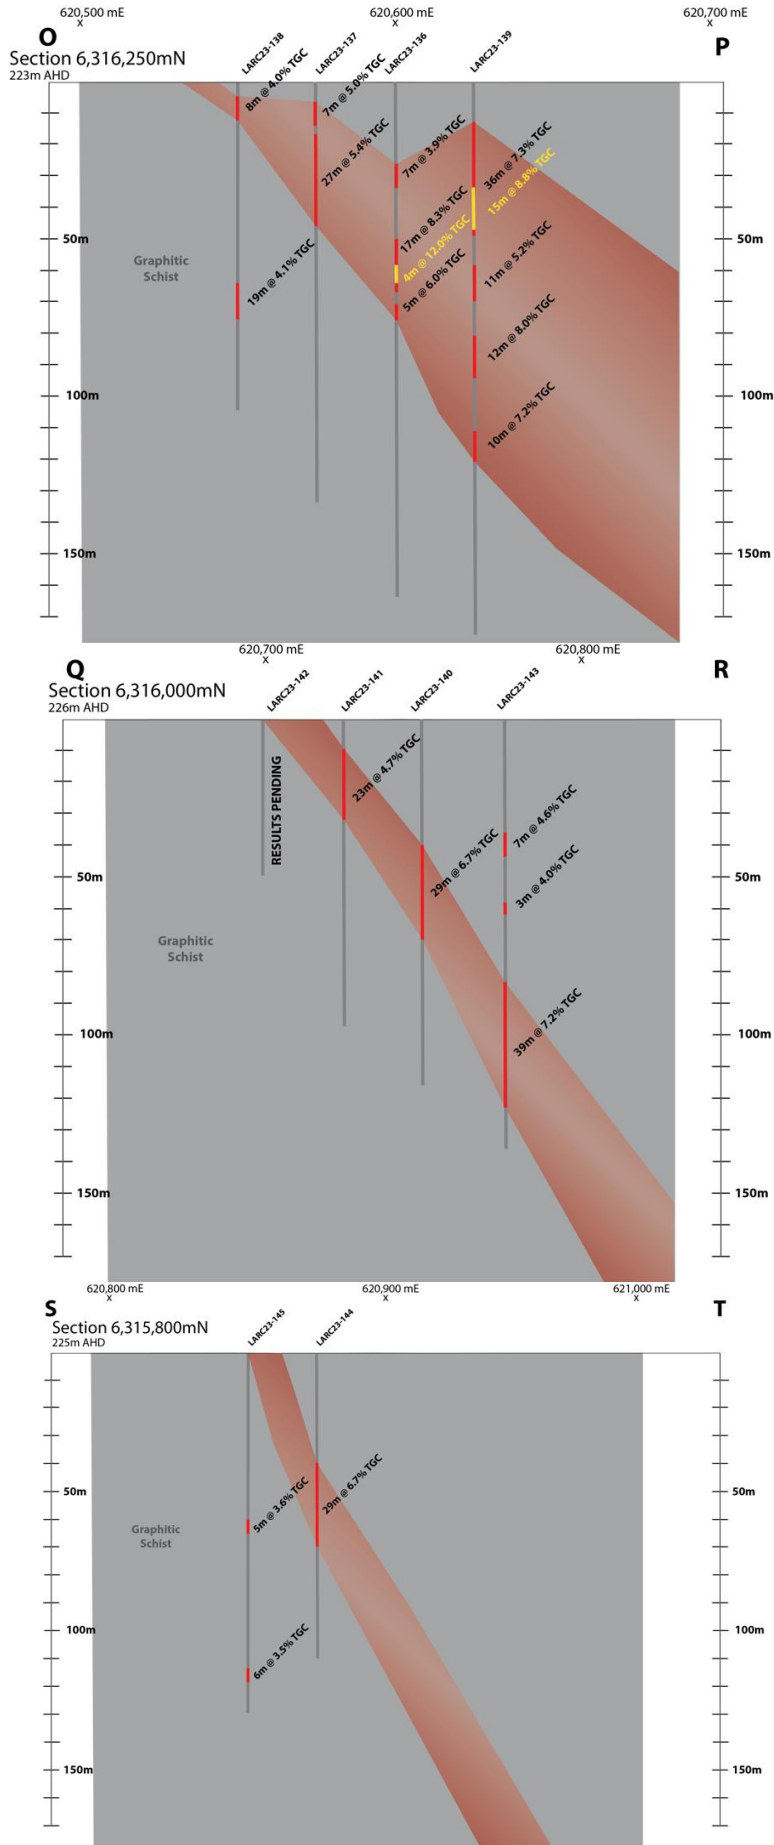 620,500 mE
x
620,600 mE
x
620,700 mE
x
O
P
Section 6,316,250mN
223m AHD
LARC23-138
LARC23-137
LARC23-136
LARC23-139
8m @ 4.0% TGC
7m @ 5.0% TGC
27m @ 5.4% TGC
7m @ 3.9% TGC
36m @ 7.3% TGC
15m @ 8.8% TGC
17m @ 8.3% TGC
4m @ 12.0% TGC
5m @ 6.0% TGC
11m @ 5.2% TGC
19m @ 4.1% TGC
12m @ 8.0% TGC
10m @ 7.2% TGC
Graphitic
Schist
50m
50m
100m
100m
150m
150m
620,700 mE
x
620,800 mE
x
Q
R
Section 6,316,000mN
226m AHD
LARC23-142
LARC23-141
LARC23-140
LARC23-143
RESULTS PENDING
23m @ 4.7% TGC
29m @ 6.7% TGC
7m @ 4.6% TGC
3m @ 4.0% TGC
39m @ 7.2% TGC
Graphitic
Schist
50m
50m
100m
100m
150m
150m
620,800 mE
x
620,900 mE
x
621,000 mE
x
S
T
Section 6,315,800mN
225m AHD
LARC23-145
LARC23-144
5m @ 3.6% TGC
29m @ 6.7% TGC
6m @ 3.5% TGC
Graphitic
Schist
50m
50m
100m
100m
150m
150m